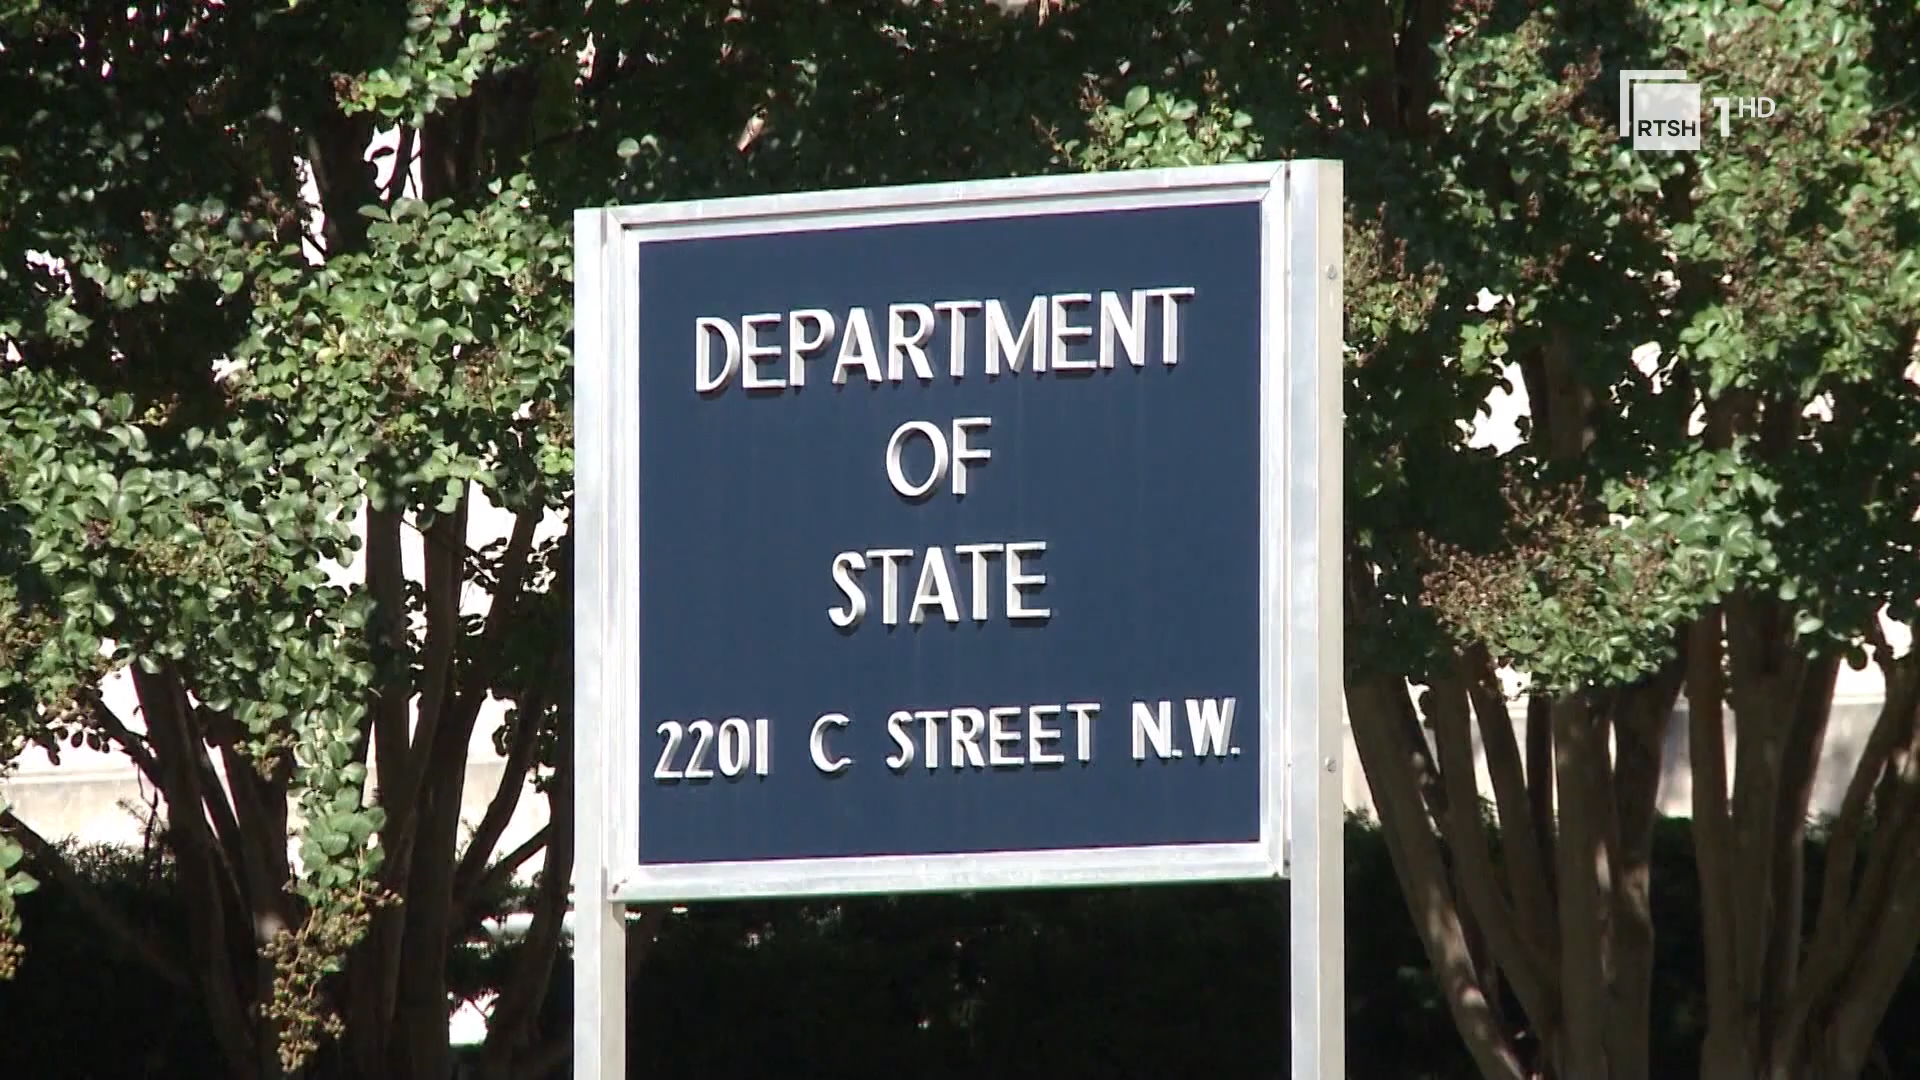 RTSH 1 HD
DEPARTMENT
OF
STATE
2201 C STREET N.W.